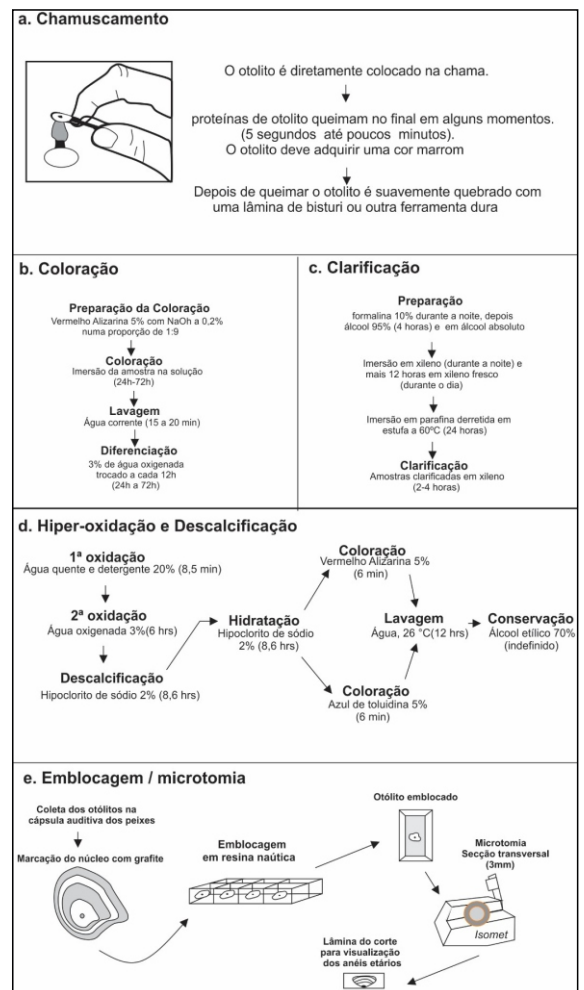 a. Chamuscamento
O otolito é diretamente colocado na chama.
proteínas de otolito queimam no final em alguns momentos.
(5 segundos até poucos minutos).
O otolito deve adquirir uma cor marrom
Depois de queimar o otolito é suavemente quebrado com
uma lâmina de bisturi ou outra ferramenta dura
b. Coloração
Preparação da Coloração
Vermelho Alizarina 5% com NaOh a 0,2%
numa proporção de 1:9
Coloração
Imersão da amostra na solução
(24h-72h)
Lavagem
Água corrente (15 a 20 min)
Diferenciação
3% de água oxigenada
trocado a cada 12h
(24h a 72h)
c. Clarificação
Preparação
formalina 10% durante a noite, depois
álcool 95% (4 horas) e em álcool absoluto
Imersão em xileno (durante a noite) e
mais 12 horas em xileno fresco
(durante o dia)
Imersão em parafina derretida em
estufa a 60ºC (24 horas)
Clarificação
Amostras clarificadas em xileno
(2-4 horas)
d. Hiper-oxidação e Descalcificação
1ª oxidação
Água quente e detergente 20% (8,5 min)
2ª oxidação
Água oxigenada 3%(6 hrs)
Descalcificação
Hipoclorito de sódio 2% (8,6 hrs)
Hidratação
Hipoclorito de sódio
2% (8,6 hrs)
Coloração
Vermelho Alizarina 5%
(6 min)
Coloração
Azul de toluidina 5%
(6 min)
Lavagem
Água, 26 °C(12 hrs)
Conservação
Álcool etílico 70%
(indefinido)
e. Emblocagem / microtomia
Coleta dos otólitos na
cápsula auditiva dos peixes
Marcação do núcleo com grafite
Emblocagem
em resina naútica
Otólito emblocado
Microtomia
Secção transversal
(3mm)
Isomet
Lâmina do corte
para visualização
dos anéis etários